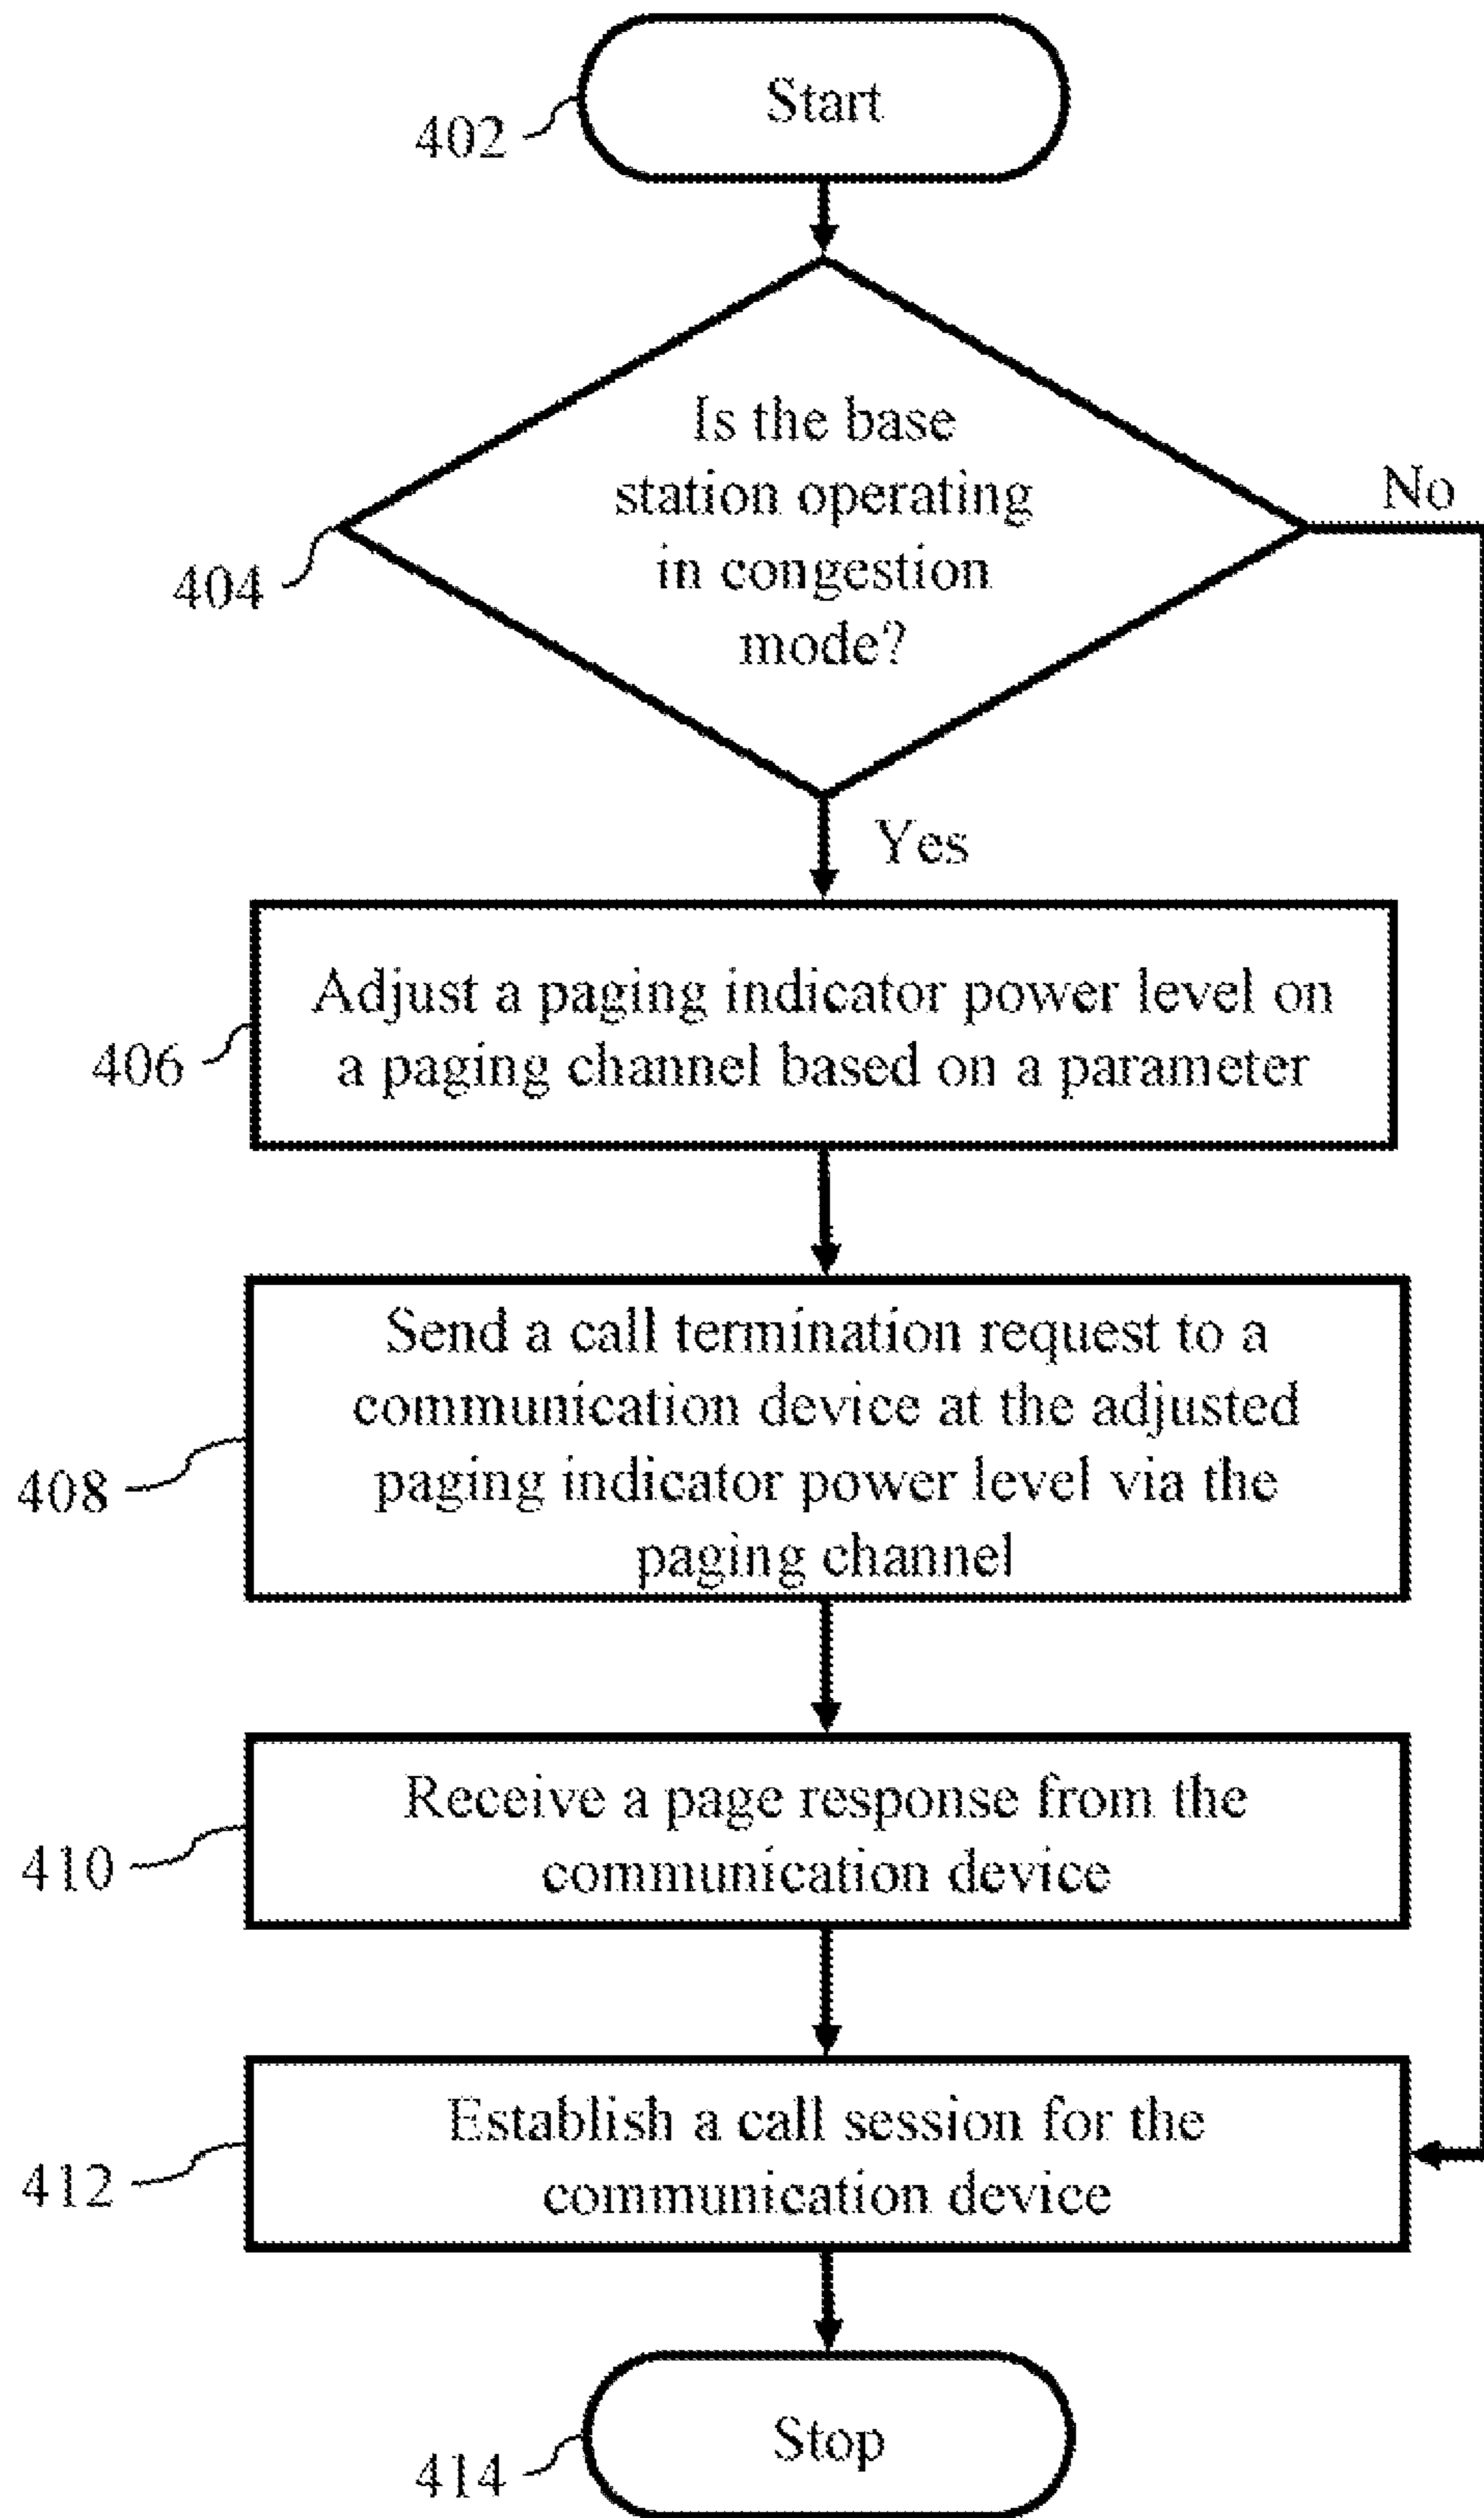 Start
402
Is the base
station operating
in congestion
mode?
No
404
Yes
Adjust a paging indicator power level on
a paging channel based on a parameter
406
Send a call termination request to a
communication device at the adjusted
paging indicator power level via the
paging channel
408
Receive a page response from the
communication device
410
Establish a call session for the
communication device
412
Stop
414